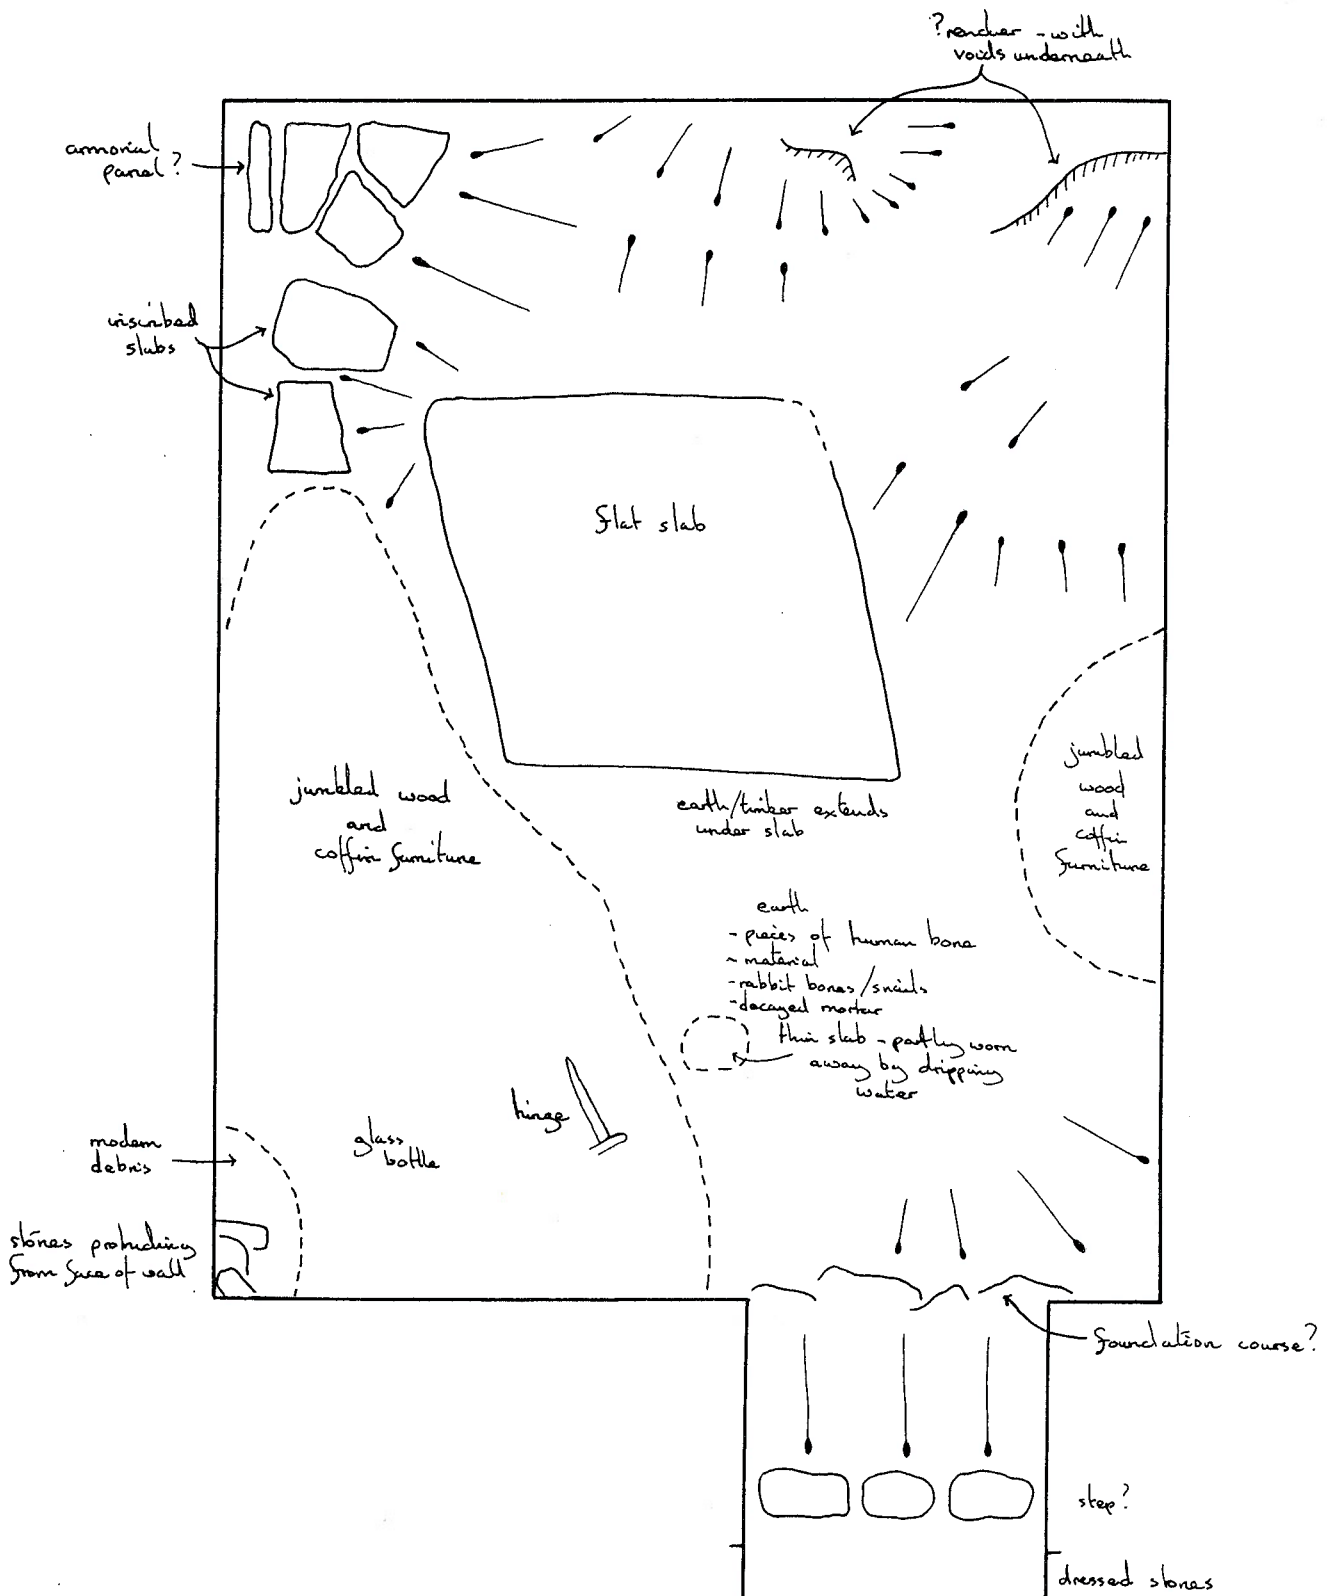 ?render - with
voids underneath
armorial
panel?
inscribed
slabs
flat slab
jumbled wood
and
coffin furniture
earth/timber extends
under slab
jumbled
wood
and
coffin
furniture
earth
- pieces of human bone
- material
- rabbit bones/snails
- decayed mortar
thin slab - partly worn
away by dripping
water
hinge
glass
bottle
modern
debris
stones protruding
from face of wall
foundation course?
step?
dressed stones